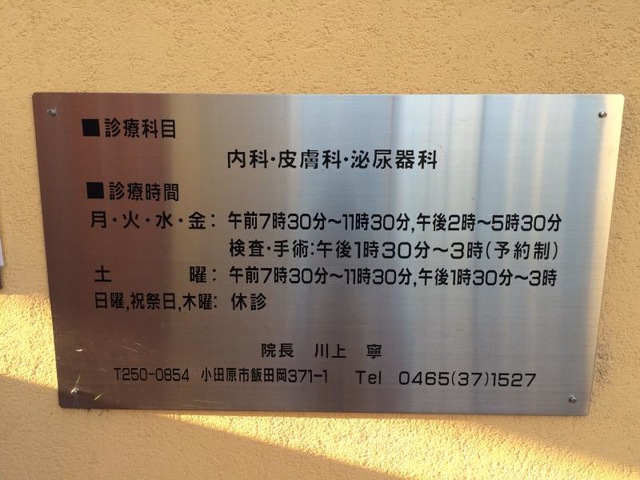 ■診療科目
内科・皮膚科・泌尿器科
■診療時間
月・火・水・金：午前7時30分～11時30分,午後2時～5時30分
検査・手術:午後1時30分～3時(予約制)
土曜：午前7時30分～11時30分,午後1時30分～3時
日曜,祝祭日,木曜：休診
院長 川上 寧
T250-0854 小田原市飯田岡371-1 Tel 0465(37)1527